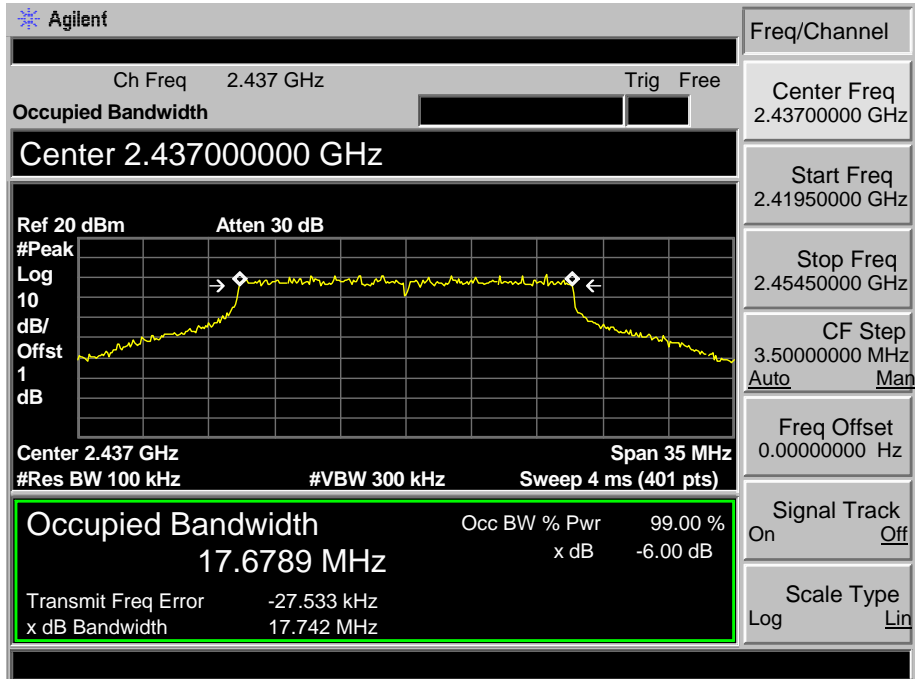 Agilent
Freq/Channel
Ch Freq 2.437 GHz Trig Free
Occupied Bandwidth
Center 2.437000000 GHz
Ref 20 dBm Atten 30 dB
#Peak
Log
10
dB/
Offst
1
dB
Center 2.437 GHz Span 35 MHz
#Res BW 100 kHz #VBW 300 kHz Sweep 4 ms (401 pts)
Occupied Bandwidth Occ BW % Pwr 99.00 %
17.6789 MHz x dB -6.00 dB
Transmit Freq Error -27.533 kHz
x dB Bandwidth 17.742 MHz
Center Freq
2.43700000 GHz
Start Freq
2.41950000 GHz
Stop Freq
2.45450000 GHz
CF Step
3.50000000 MHz
Auto Man
Freq Offset
0.00000000 Hz
Signal Track
On Off
Scale Type
Log Lin